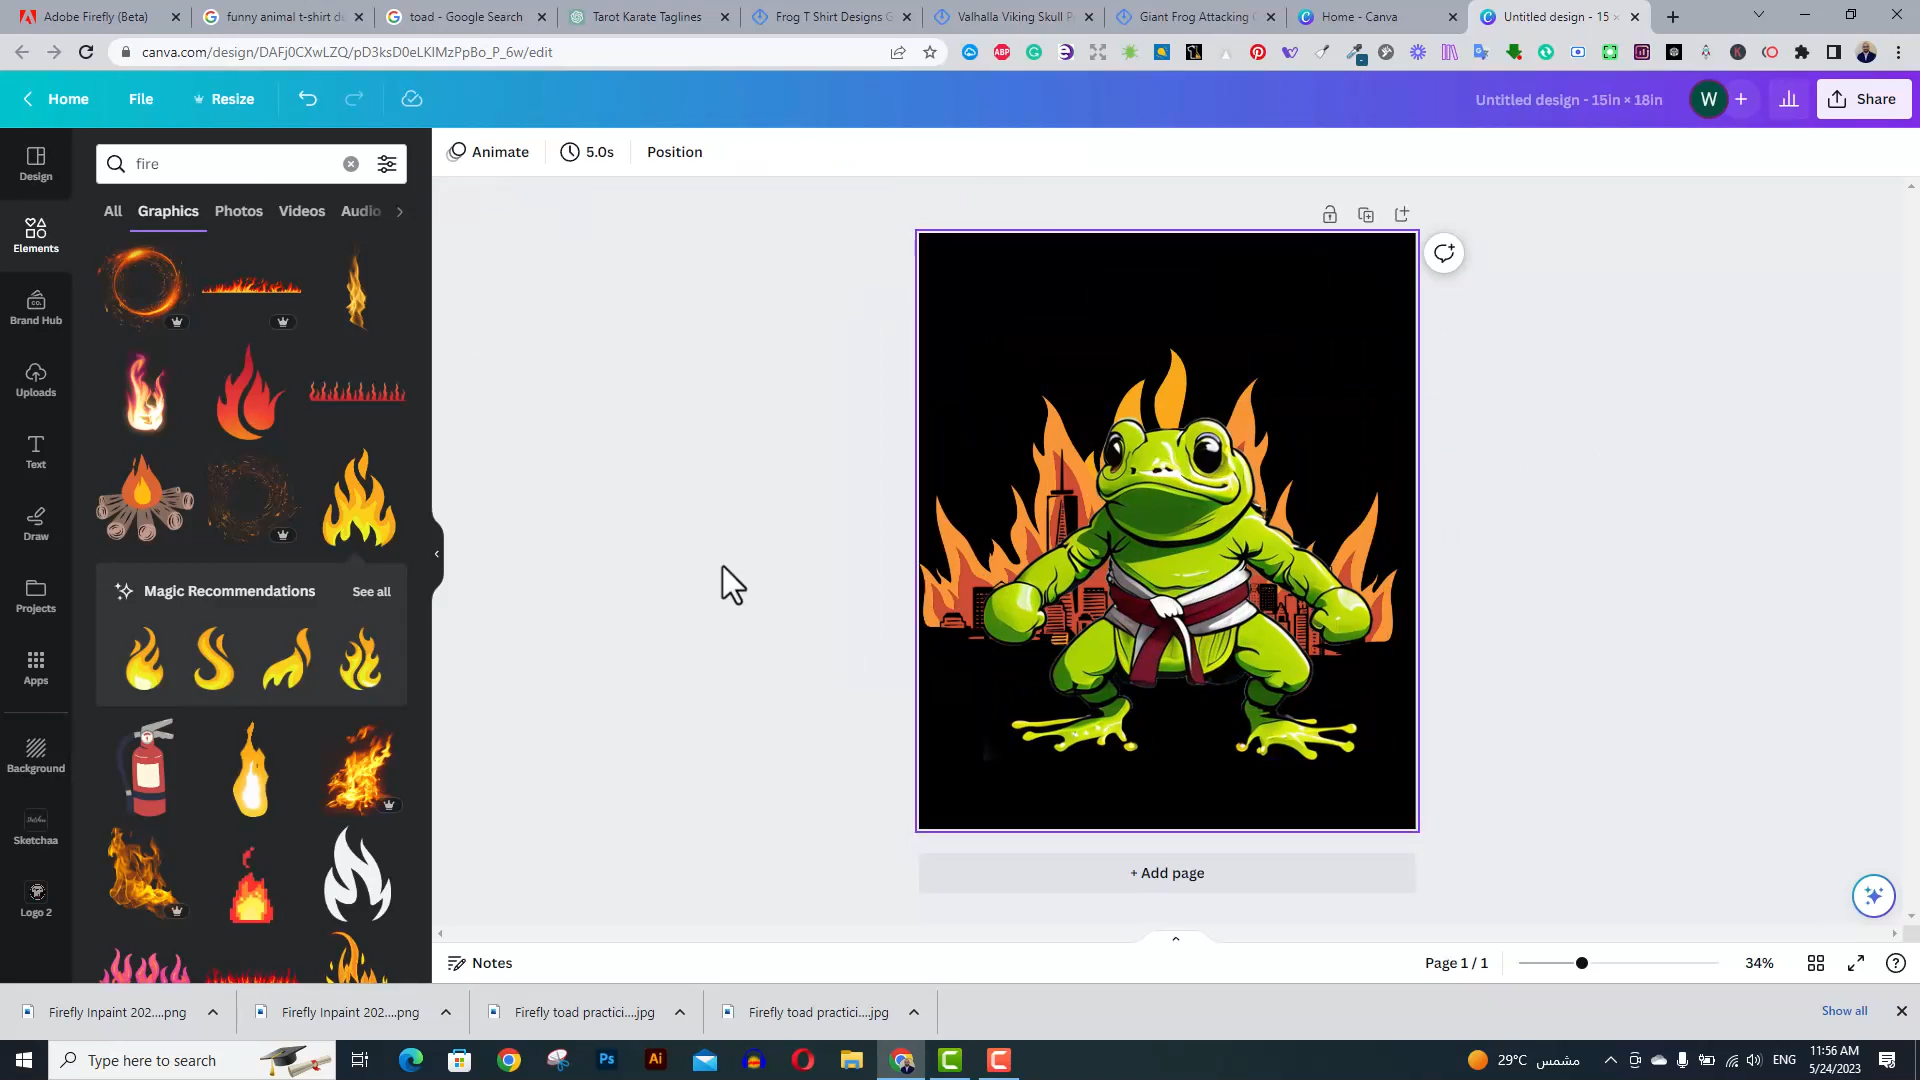 Adobe Firefly (Beta)
funny animal t-shirt d
toad - Google Search
Tarot Karate Taglines
Frog T Shirt Designs G
Valhalla Viking Skull P
Giant Frog Attacking
Home - Canva
Untitled design - 15
canva.com/design/DAFj0CXwLZQ/pD3ksD0eLKIMzPpBo_P_6w/edit
Home
File
Resize
Untitled design - 15in × 18in
W
Share
Design
Elements
Brand Hub
Uploads
Text
Draw
Projects
Apps
Background
Sketchaa
Logo 2
fire
All
Graphics
Photos
Videos
Audio
Magic Recommendations
See all
Animate
5.0s
Position
+ Add page
Notes
Page 1 / 1
34%
Firefly Inpaint 202....png
Firefly Inpaint 202....png
Firefly toad practici....jpg
Firefly toad practici....jpg
Show all
Type here to search
29°C مشمس
ENG
11:56 AM
5/24/2023